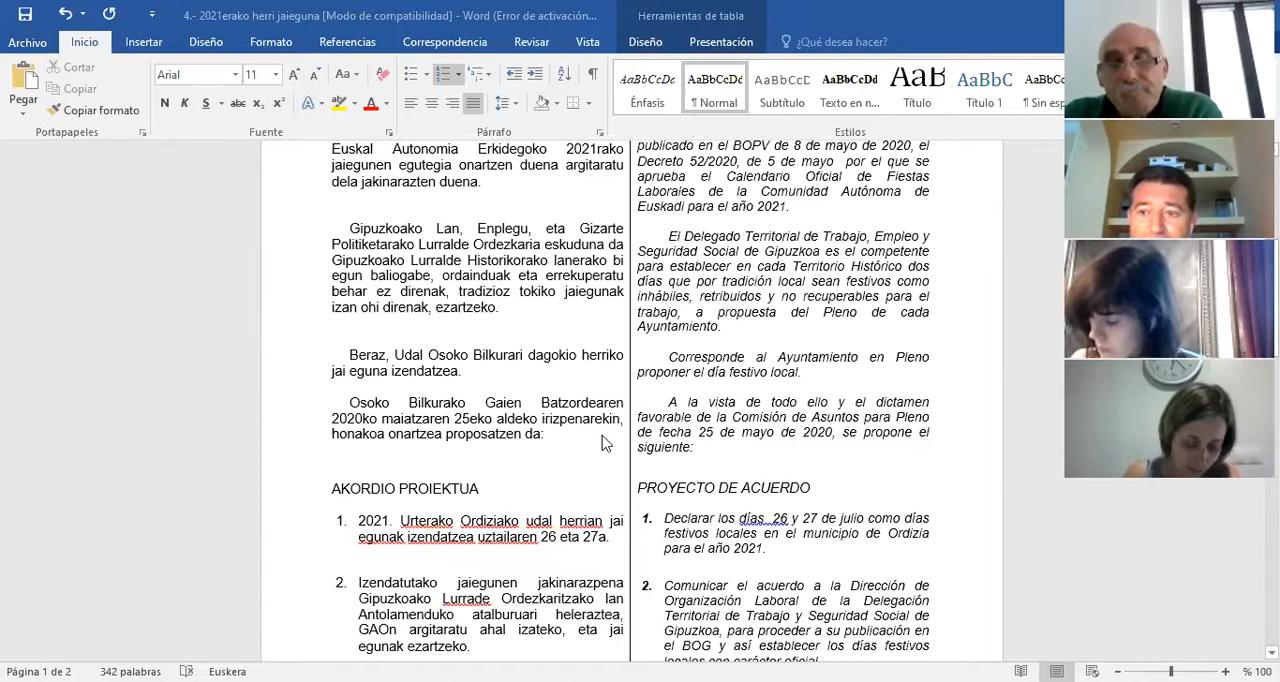 4.- 2021erako herri jaieguna [Modo de compatibilidad] - Word (Error de activación...
Herramientas de tabla
Archivo Inicio Insertar Diseño Formato Referencias Correspondencia Revisar Vista Diseño Presentación ¿Qué desea hacer?
Cortar
Copiar
Copiar formato
Pegar
Portapapeles
Arial 11
Aa
N K S abc x₂ x²
Fuente
Párrafo
AaBbCcDc AaBbCcDd AaBbCcD AaBbCcDd AaB AaBbC AaBbCc
Énfasis ¶ Normal Subtítulo Texto en n... Título Título 1 ¶ Sin esp
Estilos
Euskal Autonomia Erkidegoko 2021rako
jaiegunen egutegia onartzen duena argitaratu
dela jakinarazten duena.
Gipuzkoako Lan, Enplegu, eta Gizarte
Politiketarako Lurralde Ordezkaria eskuduna da
Gipuzkoako Lurralde Historikorako lanerako bi
egun baliogabe, ordainduak eta errekuperatu
behar ez direnak, tradizioz tokiko jaiegunak
izan ohi direnak, ezartzeko.
Beraz, Udal Osoko Bilkurari dagokio herriko
jai eguna izendatzea.
Osoko Bilkurako Gaien Batzordearen
2020ko maiatzaren 25eko aldeko irizpenarekin,
honakoa onartzea proposatzen da:
AKORDIO PROIEKTUA
1. 2021. Urterako Ordiziako udal herrian jai
egunak izendatzea uztailaren 26 eta 27a.
2. Izendatutako jaiegunen jakinarazpena
Gipuzkoako Lurrade Ordezkaritzako lan
Antolamenduko atalburuari heleraztea,
GAOn argitaratu ahal izateko, eta jai
egunak ezartzeko.
publicado en el BOPV de 8 de mayo de 2020, el
Decreto 52/2020, de 5 de mayo por el que se
aprueba el Calendario Oficial de Fiestas
Laborales de la Comunidad Autónoma de
Euskadi para el año 2021.
El Delegado Territorial de Trabajo, Empleo y
Seguridad Social de Gipuzkoa es el competente
para establecer en cada Territorio Histórico dos
días que por tradición local sean festivos como
inhábiles, retribuidos y no recuperables para el
trabajo, a propuesta del Pleno de cada
Ayuntamiento.
Corresponde al Ayuntamiento en Pleno
proponer el día festivo local.
A la vista de todo ello y el dictamen
favorable de la Comisión de Asuntos para Pleno
de fecha 25 de mayo de 2020, se propone el
siguiente:
PROYECTO DE ACUERDO
1. Declarar los días 26 y 27 de julio como días
festivos locales en el municipio de Ordizia
para el año 2021.
2. Comunicar el acuerdo a la Dirección de
Organización Laboral de la Delegación
Territorial de Trabajo y Seguridad Social de
Gipuzkoa, para proceder a su publicación en
el BOG y así establecer los días festivos
locales con carácter oficial.
Página 1 de 2 342 palabras Euskera % 100